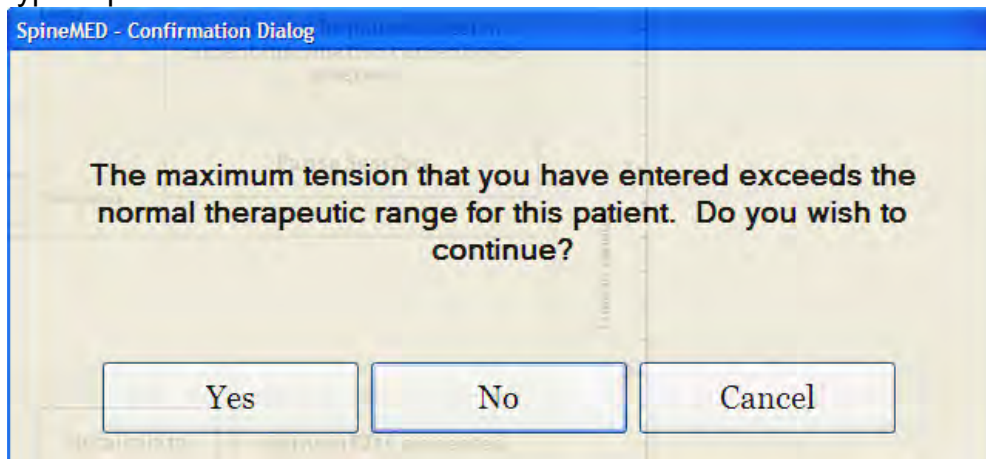 SpineMED - Confirmation Dialog
The maximum tension that you have entered exceeds the
normal therapeutic range for this patient.  Do you wish to
continue?
Yes
No
Cancel